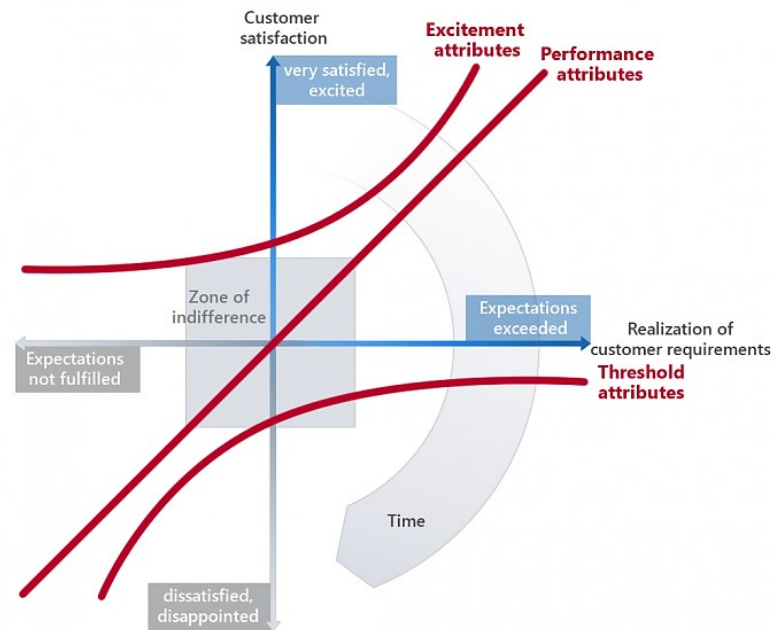 Customer
satisfaction
Excitement
attributes
Performance
attributes
very satisfied,
excited
Zone of
indifference
Expectations
exceeded
Realization of
customer requirements
Expectations
not fulfilled
Threshold
attributes
Time
dissatisfied,
disappointed